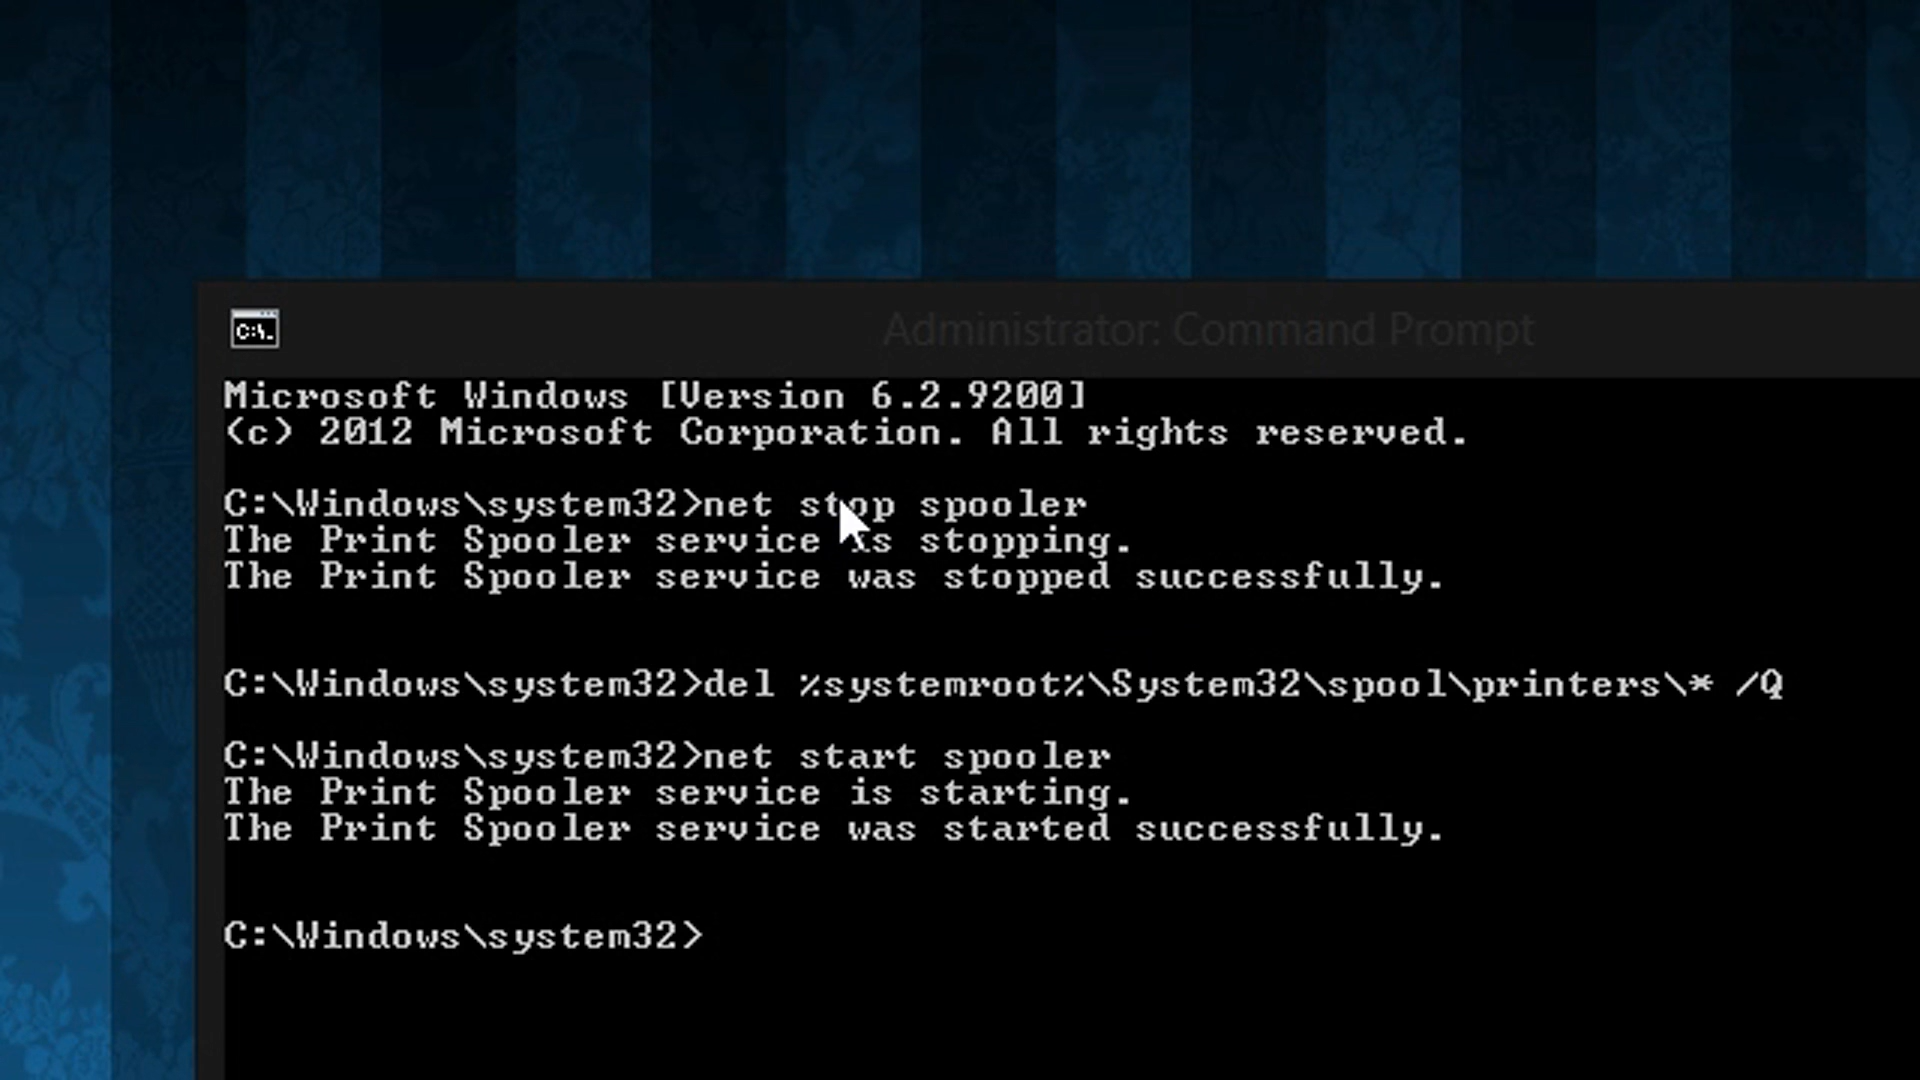 C:\.
Administrator: Command Prompt
Microsoft Windows [Version 6.2.9200]
(c) 2012 Microsoft Corporation. All rights reserved.
C:\Windows\system32>net stop spooler
The Print Spooler service is stopping.
The Print Spooler service was stopped successfully.
C:\Windows\system32>del %systemroot%\System32\spool\printers\* /Q
C:\Windows\system32>net start spooler
The Print Spooler service is starting.
The Print Spooler service was started successfully.
C:\Windows\system32>